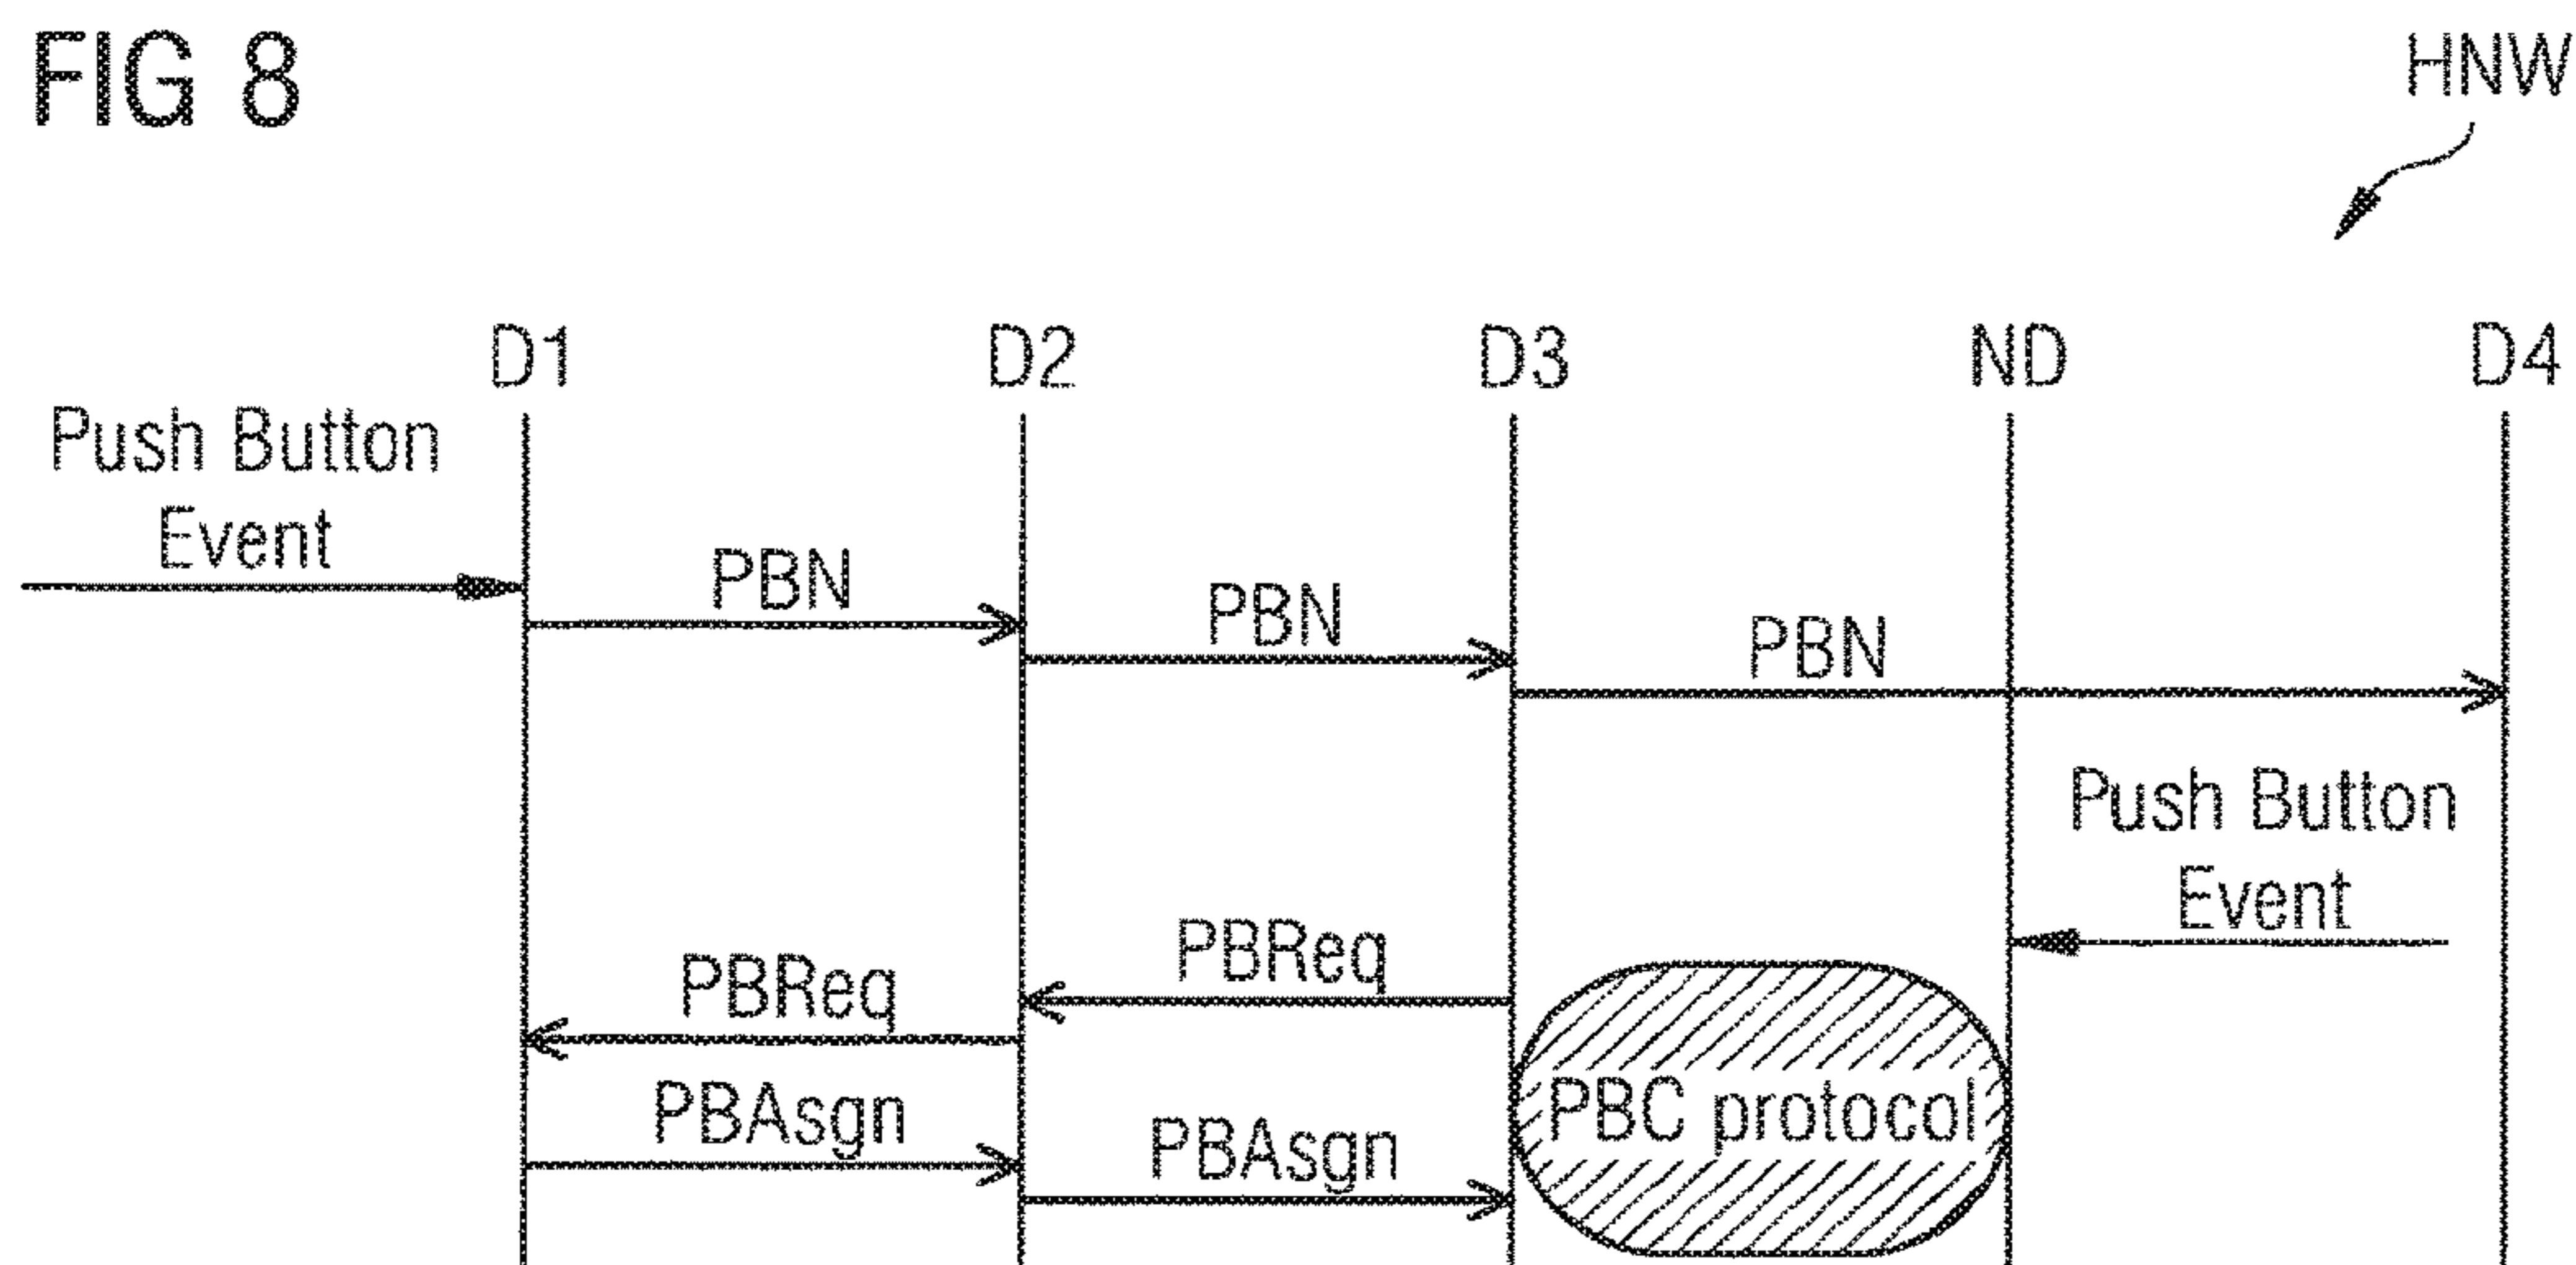 FIG 8
HNW
D1
D2
D3
ND
D4
Push Button
Event
PBN
PBN
PBN
Push Button
Event
PBReq
PBReq
PBAsgn
PBAsgn
PBC protocol